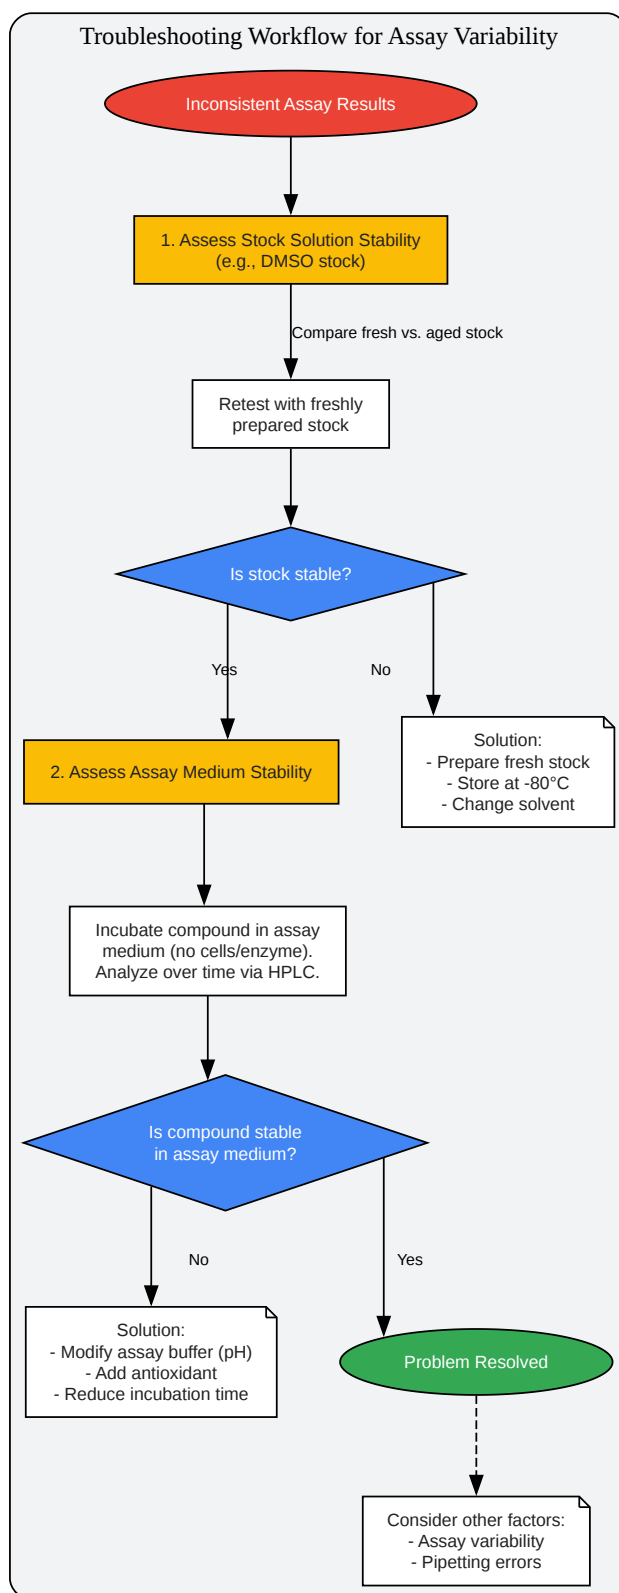 Troubleshooting Workflow for Assay Variability
Inconsistent Assay Results
1. Assess Stock Solution Stability
(e.g., DMSO stock)
Compare fresh vs. aged stock
Retest with freshly
prepared stock
Is stock stable?
Yes
No
Solution:
- Prepare fresh stock
- Store at -80°C
- Change solvent
2. Assess Assay Medium Stability
Incubate compound in assay
medium (no cells/enzyme).
Analyze over time via HPLC.
Is compound stable
in assay medium?
No
Yes
Solution:
- Modify assay buffer (pH)
- Add antioxidant
- Reduce incubation time
Problem Resolved
Consider other factors:
- Assay variability
- Pipetting errors